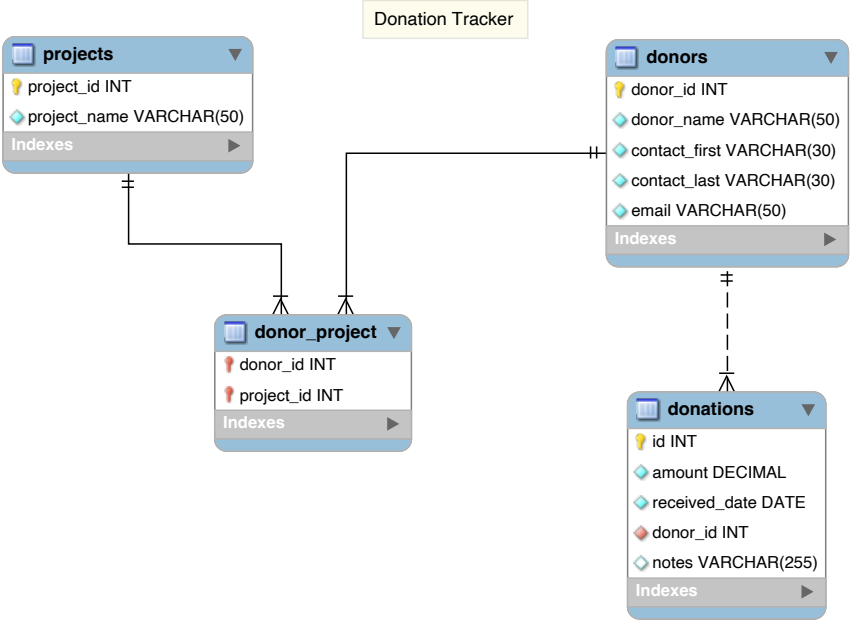 Donation Tracker
projects
project_id INT
project_name VARCHAR(50)
Indexes
donors
donor_id INT
donor_name VARCHAR(50)
contact_first VARCHAR(30)
contact_last VARCHAR(30)
email VARCHAR(50)
Indexes
donor_project
donor_id INT
project_id INT
Indexes
donations
id INT
amount DECIMAL
received_date DATE
donor_id INT
notes VARCHAR(255)
Indexes